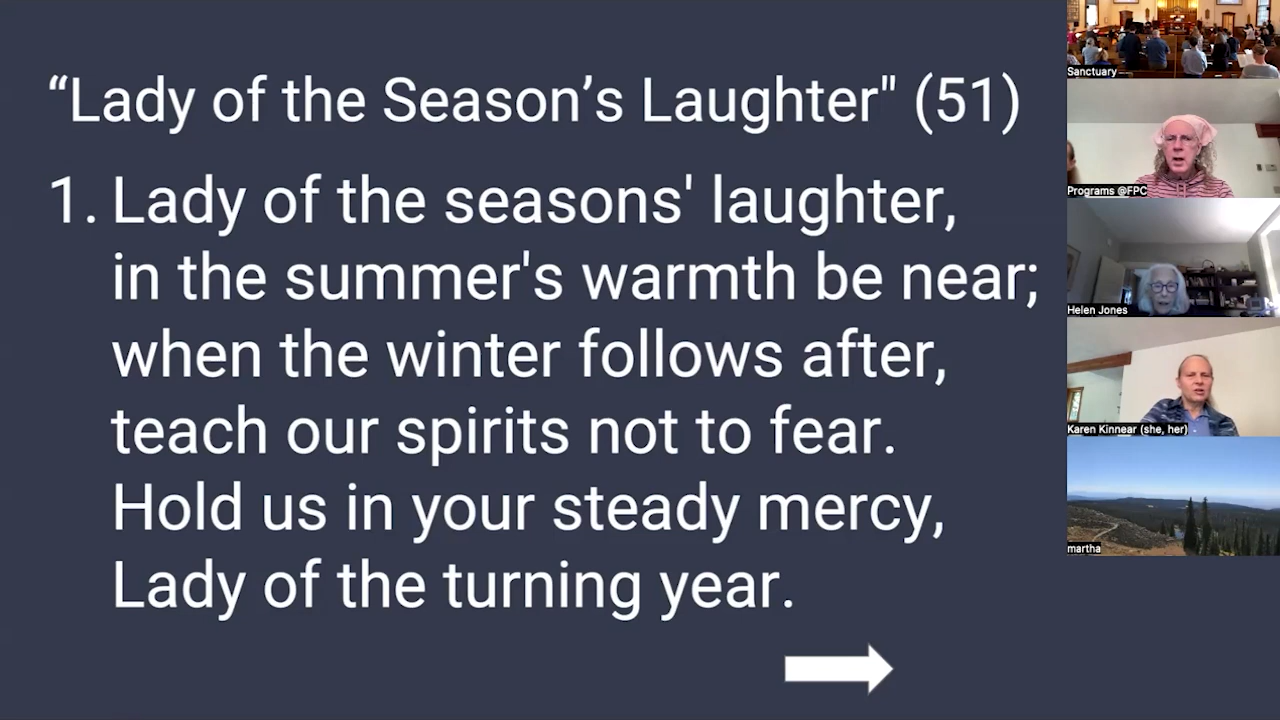 “Lady of the Season’s Laughter" (51)
1. Lady of the seasons' laughter,
in the summer's warmth be near;
when the winter follows after,
teach our spirits not to fear.
Hold us in your steady mercy,
Lady of the turning year.
Sanctuary
Programs @FPC
Helen Jones
Karen Kinnear (she, her)
martha